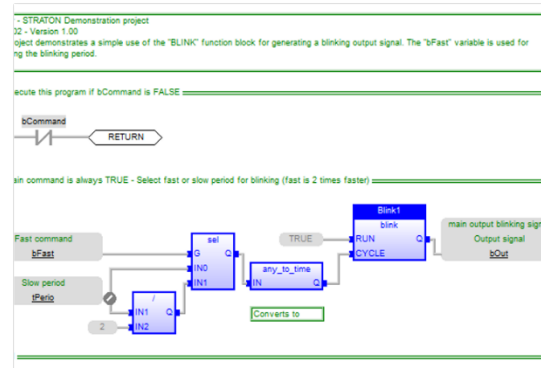 - STRATON Demonstration project
02 - Version 1.00
oject demonstrates a simple use of the "BLINK" function block for generating a blinking output signal. The "bFast" variable is used for
ng the blinking period.
ecute this program if bCommand is FALSE
bCommand
RETURN
ain command is always TRUE - Select fast or slow period for blinking (fast is 2 times faster)
Blink1
Fast command
bFast
sel
G Q
IN0
IN1
TRUE
blink
RUN Q
CYCLE
main output blinking sign
Output signal
bOut
any_to_time
IN Q
Slow period
tPerio
/
IN1 Q
IN2
2
Converts to